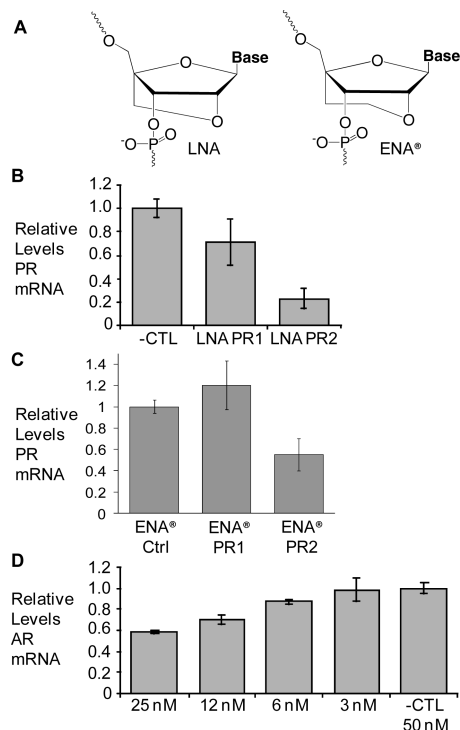 A
O
O
Base
O
O
⁻O–P=O
LNA
O
O
Base
O
O
⁻O–P=O
ENA®
B
Relative
Levels
PR
mRNA
1.2
1.0
0.8
0.6
0.4
0.2
0
-CTL LNA PR1 LNA PR2
C
Relative
Levels
PR
mRNA
1.4
1.2
1
0.8
0.6
0.4
0.2
0
ENA® ENA® ENA®
Ctrl PR1 PR2
D
Relative
Levels
AR
mRNA
1.2
1.0
0.8
0.6
0.4
0.2
0
25 nM 12 nM 6 nM 3 nM -CTL
50 nM